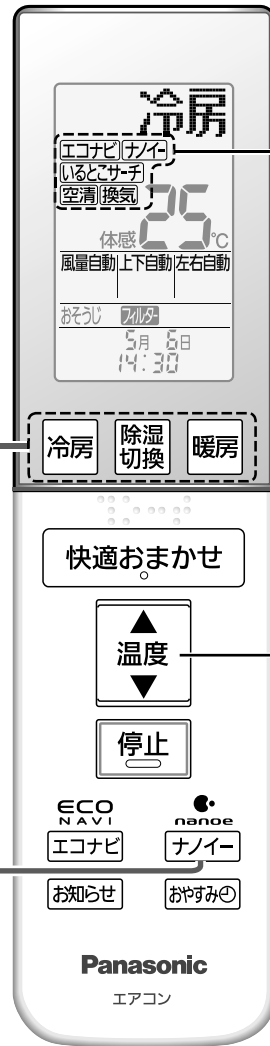 冷房
エコナビ ナノイー
いるとこサーチ
空清 換気
体感 25℃
風量自動 上下自動 左右自動
おそうじ フィルター
5月 6日
14:30
冷房 除湿切換 暖房
快適おまかせ
▲
温度
▼
停止
ECO NAVI nanoe
エコナビ ナノイー
お知らせ おやすみ
Panasonic
エアコン